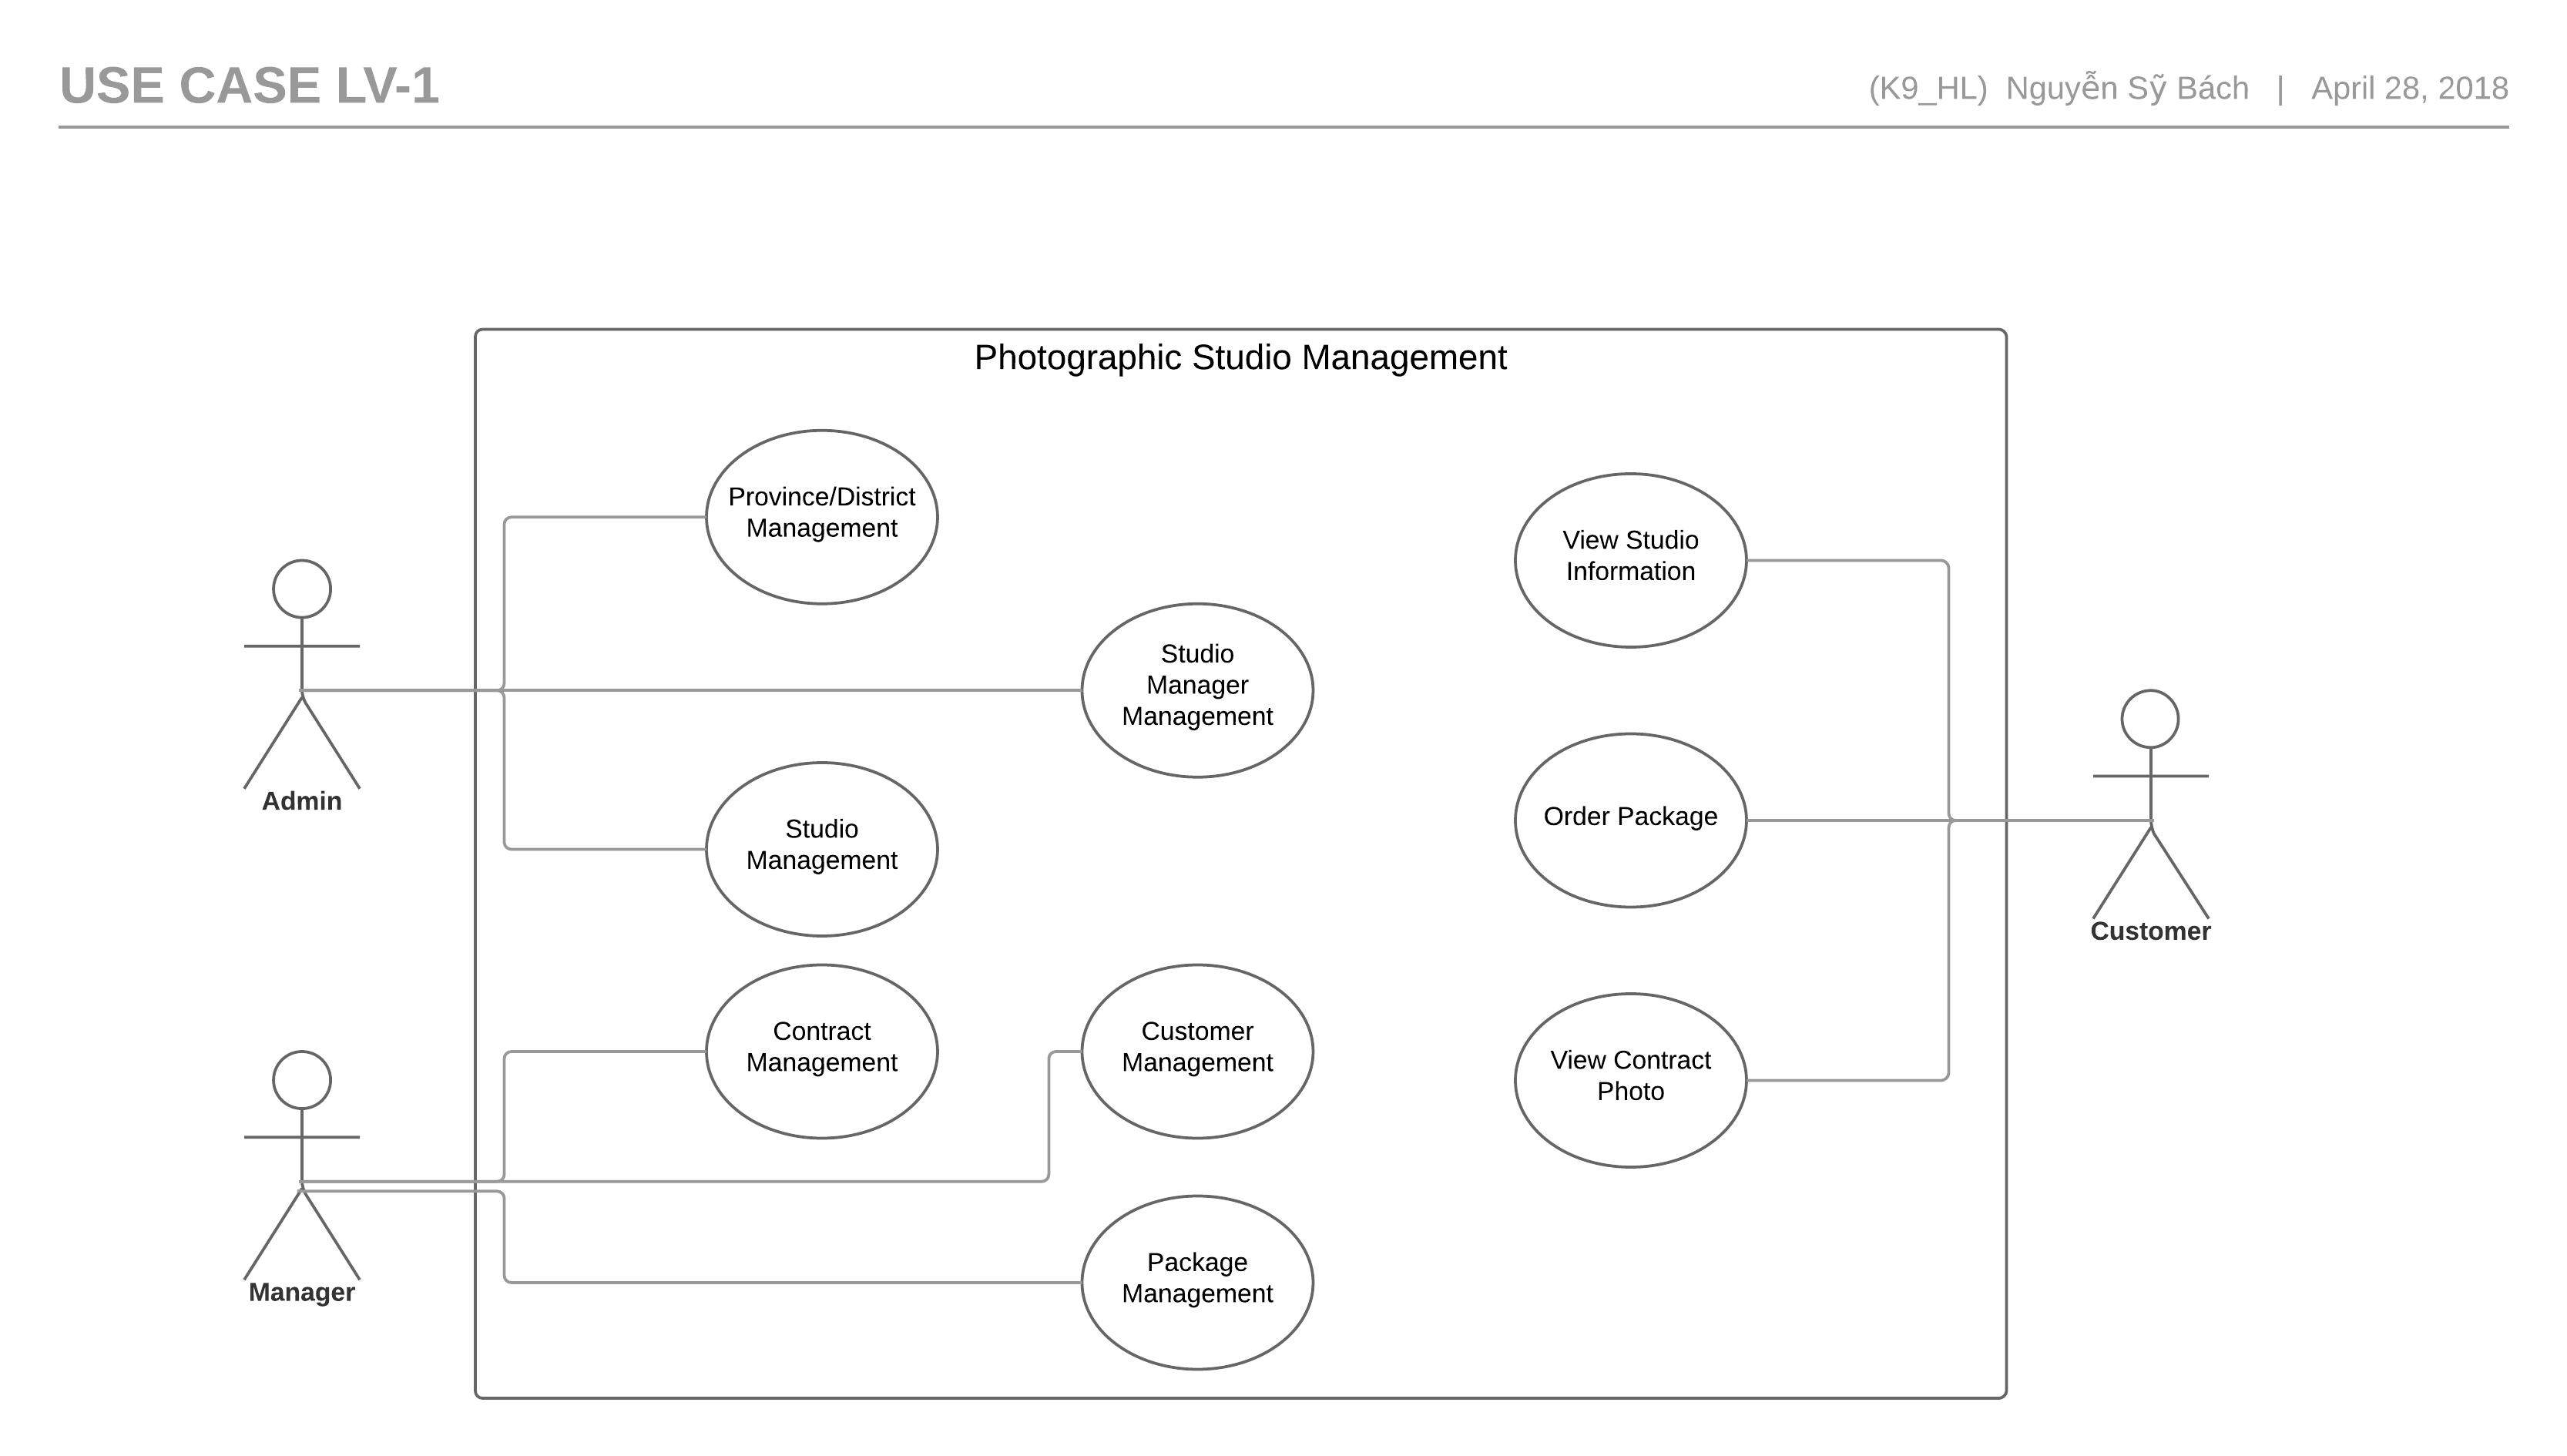 USE CASE LV-1
(K9_HL) Nguyễn Sỹ Bách | April 28, 2018
Photographic Studio Management
Province/District
Management
View Studio
Information
Studio
Manager
Management
Admin
Order Package
Studio
Management
Customer
Contract
Management
Customer
Management
View Contract
Photo
Manager
Package
Management